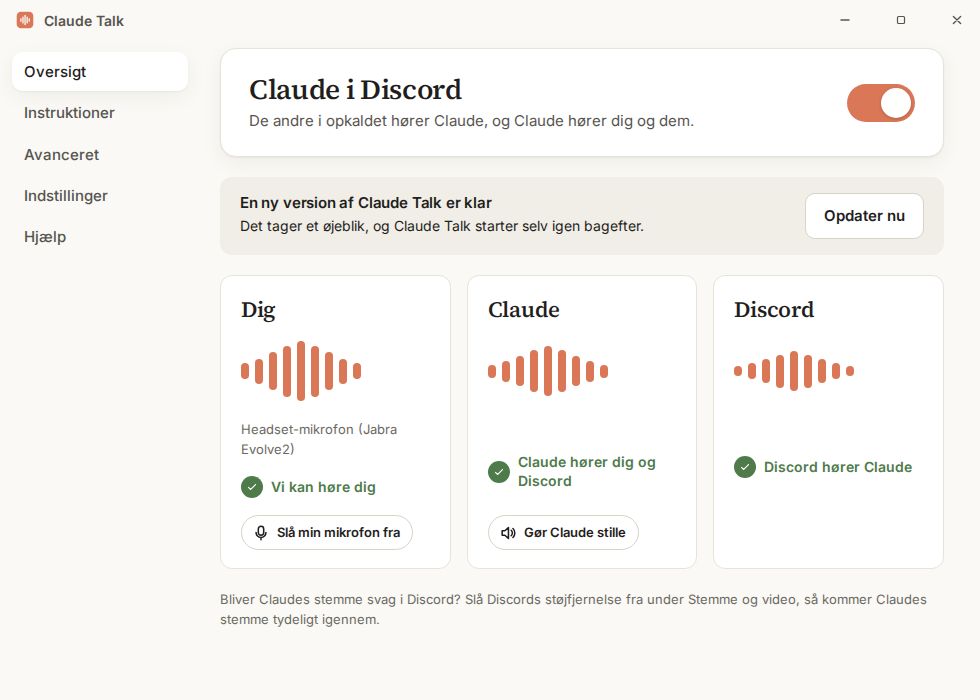 Claude Talk
Oversigt
Instruktioner
Avanceret
Indstillinger
Hjælp
Claude i Discord
De andre i opkaldet hører Claude, og Claude hører dig og dem.
En ny version af Claude Talk er klar
Det tager et øjeblik, og Claude Talk starter selv igen bagefter.
Opdater nu
Dig
Headset-mikrofon (Jabra
Evolve2)
Vi kan høre dig
Slå min mikrofon fra
Claude
Claude hører dig og
Discord
Gør Claude stille
Discord
Discord hører Claude
Bliver Claudes stemme svag i Discord? Slå Discords støjfjernelse fra under Stemme og video, så kommer Claudes
stemme tydeligt igennem.